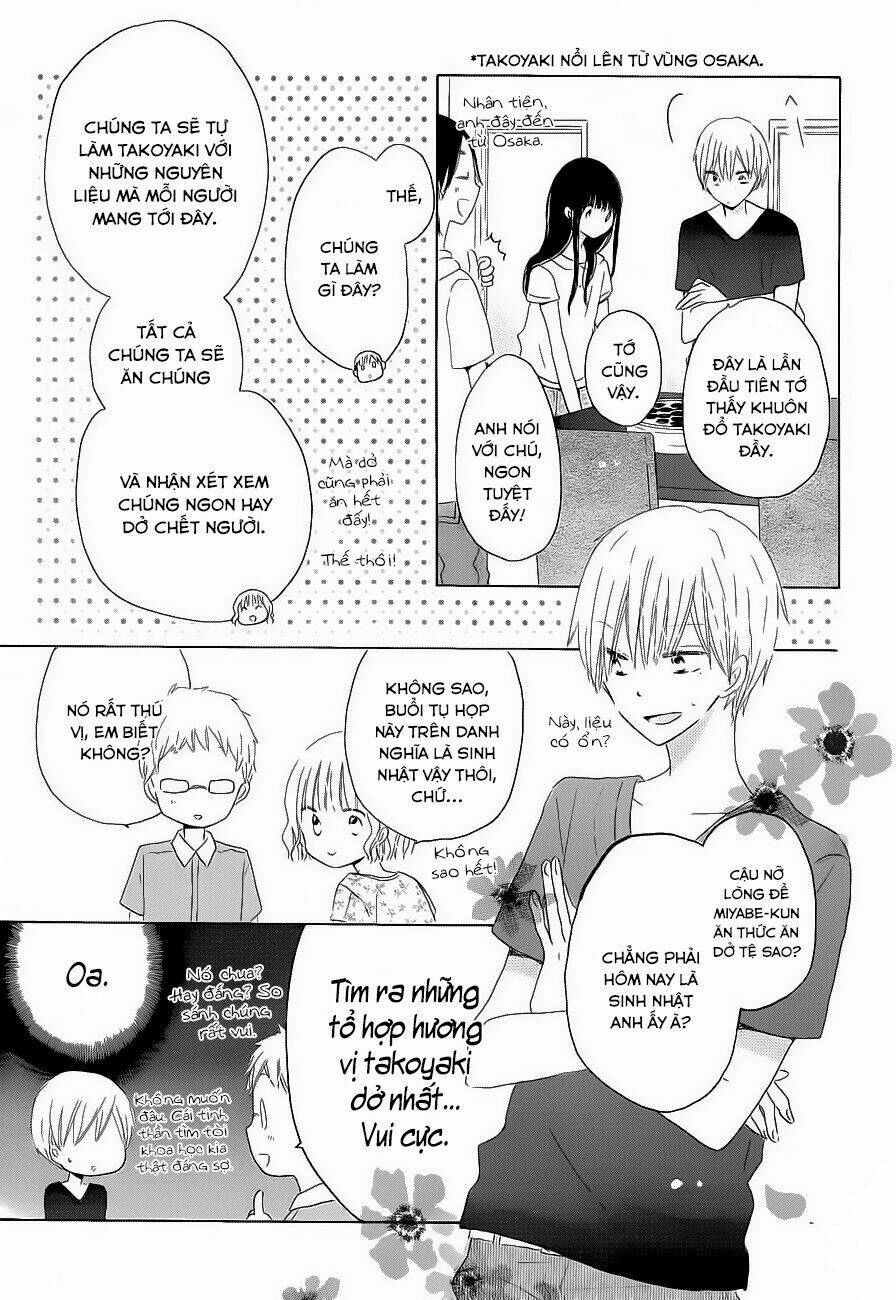 *TAKOYAKI NỔI LÊN TỪ VÙNG OSAKA.
Nhân tiện,
anh đây đến
từ Osaka.
ĐÂY LÀ LẦN
ĐẦU TIÊN TỚ
THẤY KHUÔN
ĐỔ TAKOYAKI
ĐẦY.
TỚ
CŨNG
VẬY.
ANH NÓI
VỚI CHÚ,
NGON
TUYỆT
ĐẤY!
THẾ,
CHÚNG
TA LÀM
GÌ ĐÂY?
CHÚNG TA SẼ TỰ
LÀM TAKOYAKI VỚI
NHỮNG NGUYÊN
LIỆU MÀ MỖI NGƯỜI
MANG TỚI ĐÂY.
TẤT CẢ
CHÚNG TA SẼ
ĂN CHÚNG
VÀ NHẬN XÉT XEM
CHÚNG NGON HAY
DỞ CHẾT NGƯỜI.
Mà dở
cũng phải
ăn hết
đấy!
Thế thôi!
Này, liệu
có ổn?
CẬU NỠ
LÒNG ĐỂ
MIYABE-KUN
ĂN THỨC ĂN
DỞ TỆ SAO?
CHẲNG PHẢI
HÔM NAY LÀ
SINH NHẬT
ANH ẤY À?
KHÔNG SAO,
BUỔI TỤ HỌP
NÀY TRÊN DANH
NGHĨA LÀ SINH
NHẬT VẬY THÔI,
CHỨ...
Không
sao hết!
NÓ RẤT THÚ
VỊ, EM BIẾT
KHÔNG?
Tìm ra những
tổ hợp hương
vị takoyaki
dở nhất...
Vui cực.
Nó chua?
Hay đắng? So
sánh chúng
rất vui.
Oa.
Không muốn
đâu. Cái tinh
thần tìm tòi
khoa học kia
thật đáng sợ.